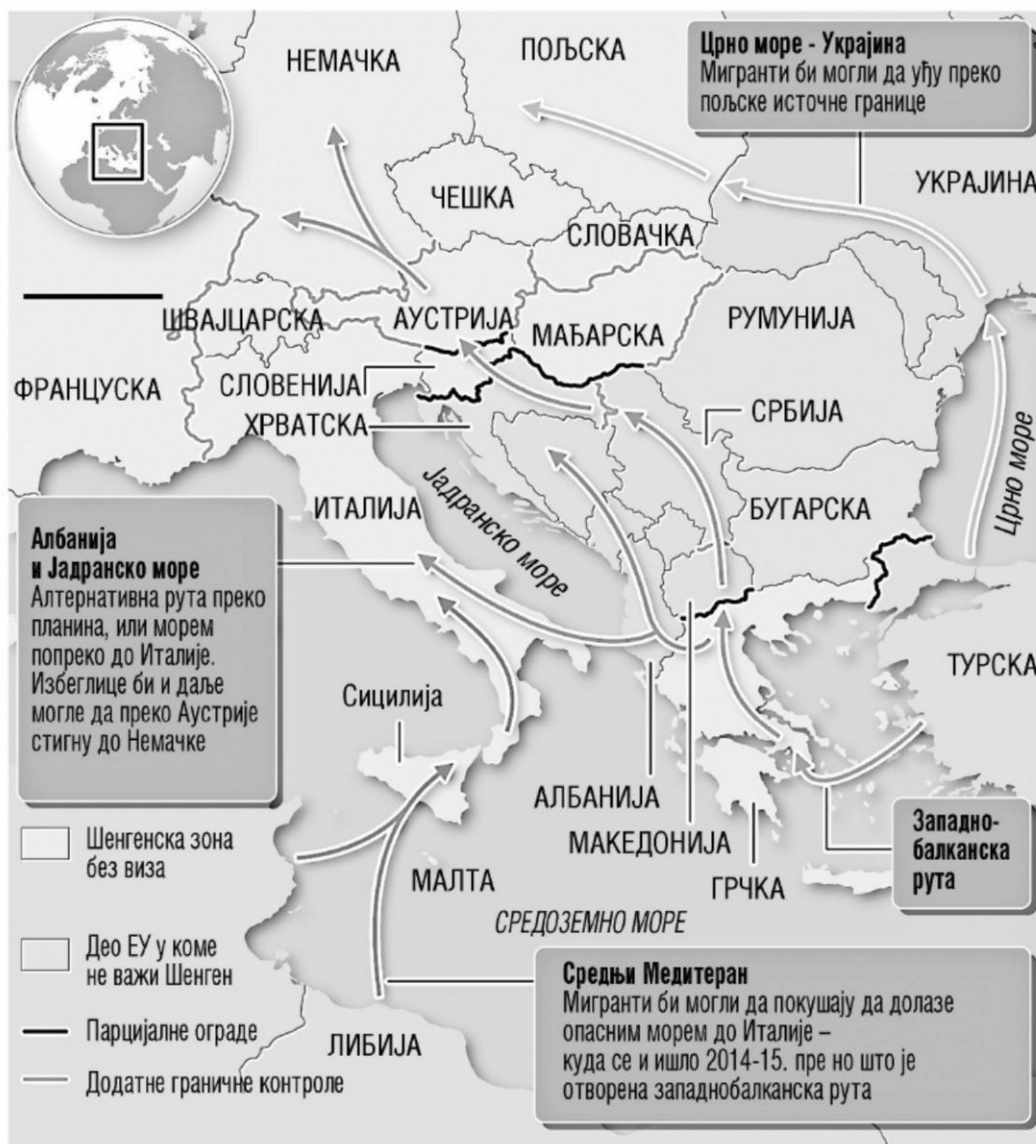 НЕМАЧКА
ПОЉСКА
Црно море - Украјина
Мигранти би могли да уђу преко
пољске источне границе
УКРАЈИНА
ЧЕШКА
СЛОВАЧКА
ШВАЈЦАРСКА
АУСТРИЈА
МАЂАРСКА
РУМУНИЈА
ФРАНЦУСКА
СЛОВЕНИЈА
ХРВАТСКА
СРБИЈА
Јадранско море
Црно море
ИТАЛИЈА
БУГАРСКА
Албанија
и Јадранско море
Алтернативна рута преко
планина, или морем
попреко до Италије.
Избеглице би и даље
могле да преко Аустрије
стигну до Немачке
ТУРСКА
Сицилија
АЛБАНИЈА
МАКЕДОНИЈА
ГРЧКА
Западно-
балканска
рута
МАЛТА
СРЕДОЗЕМНО МОРЕ
Шенгенска зона
без виза
Део ЕУ у коме
не важи Шенген
Парцијалне ограде
Додатне граничне контроле
ЛИБИЈА
Средњи Медитеран
Мигранти би могли да покушају да долазе
опасним морем до Италије –
куда се и ишло 2014-15. пре но што је
отворена западнобалканска рута